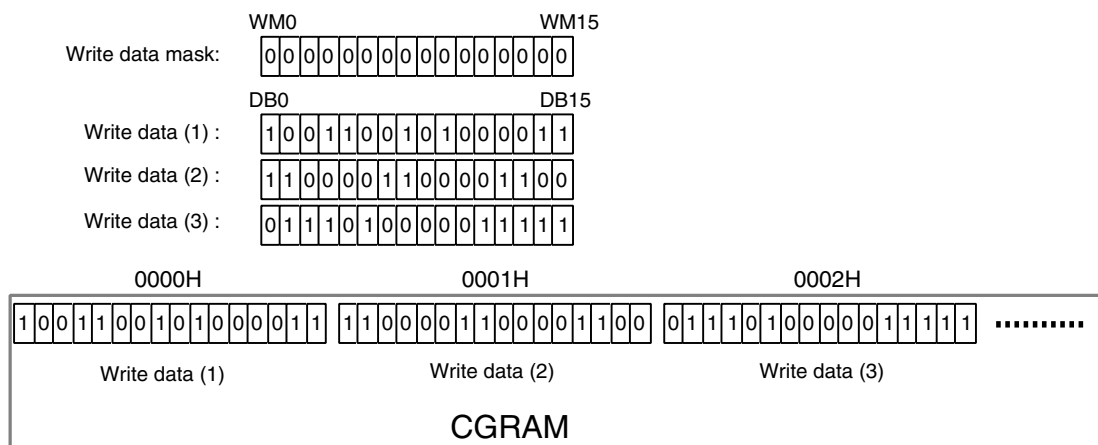 WM0 WM15
Write data mask: 0 0 0 0 0 0 0 0 0 0 0 0 0 0 0 0
DB0 DB15
Write data (1) : 1 0 0 1 1 0 0 1 0 1 0 0 0 0 1 1
Write data (2) : 1 1 0 0 0 0 1 1 0 0 0 0 1 1 0 0
Write data (3) : 0 1 1 1 0 1 0 0 0 0 0 1 1 1 1 1
0000H 0001H 0002H
1 0 0 1 1 0 0 1 0 1 0 0 0 0 1 1 1 1 0 0 0 0 1 1 0 0 0 0 1 1 0 0 0 1 1 1 0 1 0 0 0 0 0 1 1 1 1 1 ..........
Write data (1) Write data (2) Write data (3)
CGRAM